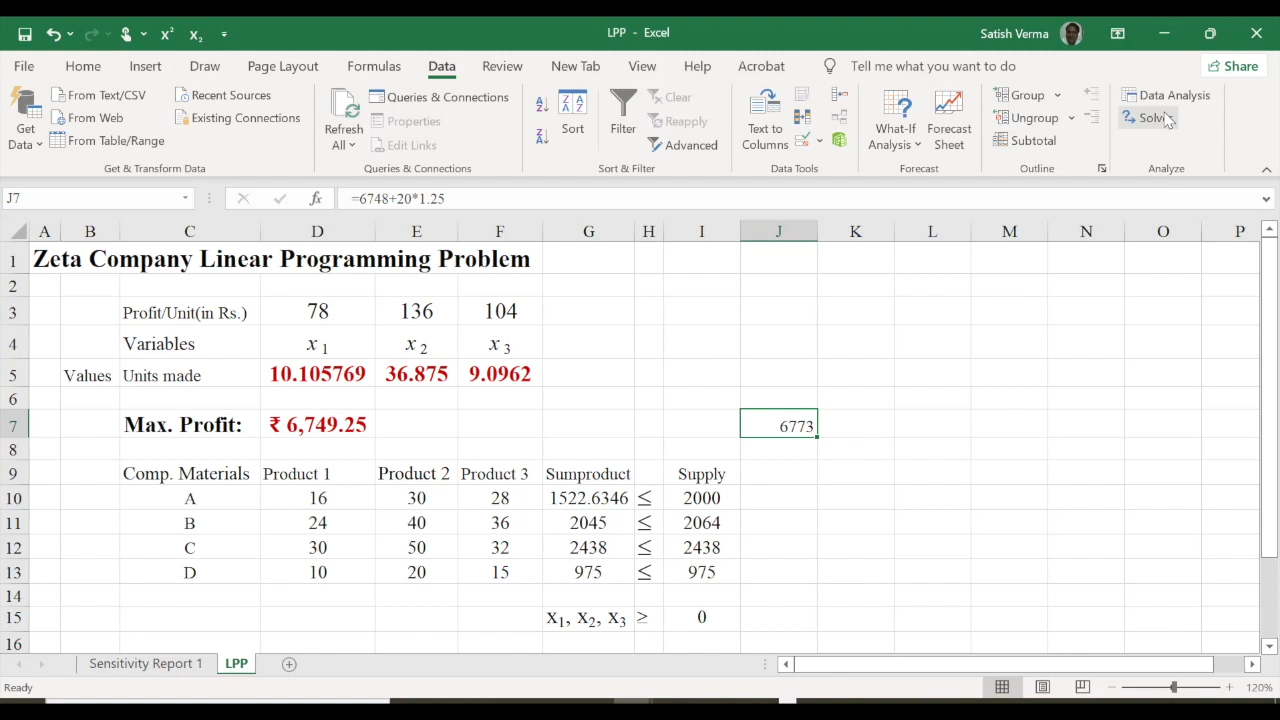 LPP - Excel
Satish Verma
File Home Insert Draw Page Layout Formulas Data Review New Tab View Help Acrobat Tell me what you want to do Share
Get Data
From Text/CSV
From Web
From Table/Range
Recent Sources
Existing Connections
Get & Transform Data
Refresh All
Queries & Connections
Properties
Edit Links
Queries & Connections
Sort
Filter
Clear
Reapply
Advanced
Sort & Filter
Text to Columns
Data Tools
What-If Analysis
Forecast Sheet
Forecast
Group
Ungroup
Subtotal
Outline
Data Analysis
Solver
Analyze
J7 fx =6748+20*1.25
A B C D E F G H I J K L M N O P
1 Zeta Company Linear Programming Problem
2
3 Profit/Unit(in Rs.) 78 136 104
4 Variables x 1 x 2 x 3
5 Values Units made 10.105769 36.875 9.0962
6
7 Max. Profit: ₹ 6,749.25 6773
8
9 Comp. Materials Product 1 Product 2 Product 3 Sumproduct Supply
10 A 16 30 28 1522.6346 ≤ 2000
11 B 24 40 36 2045 ≤ 2064
12 C 30 50 32 2438 ≤ 2438
13 D 10 20 15 975 ≤ 975
14
15 x1, x2, x3 ≥ 0
16
Sensitivity Report 1 LPP
Ready 120%